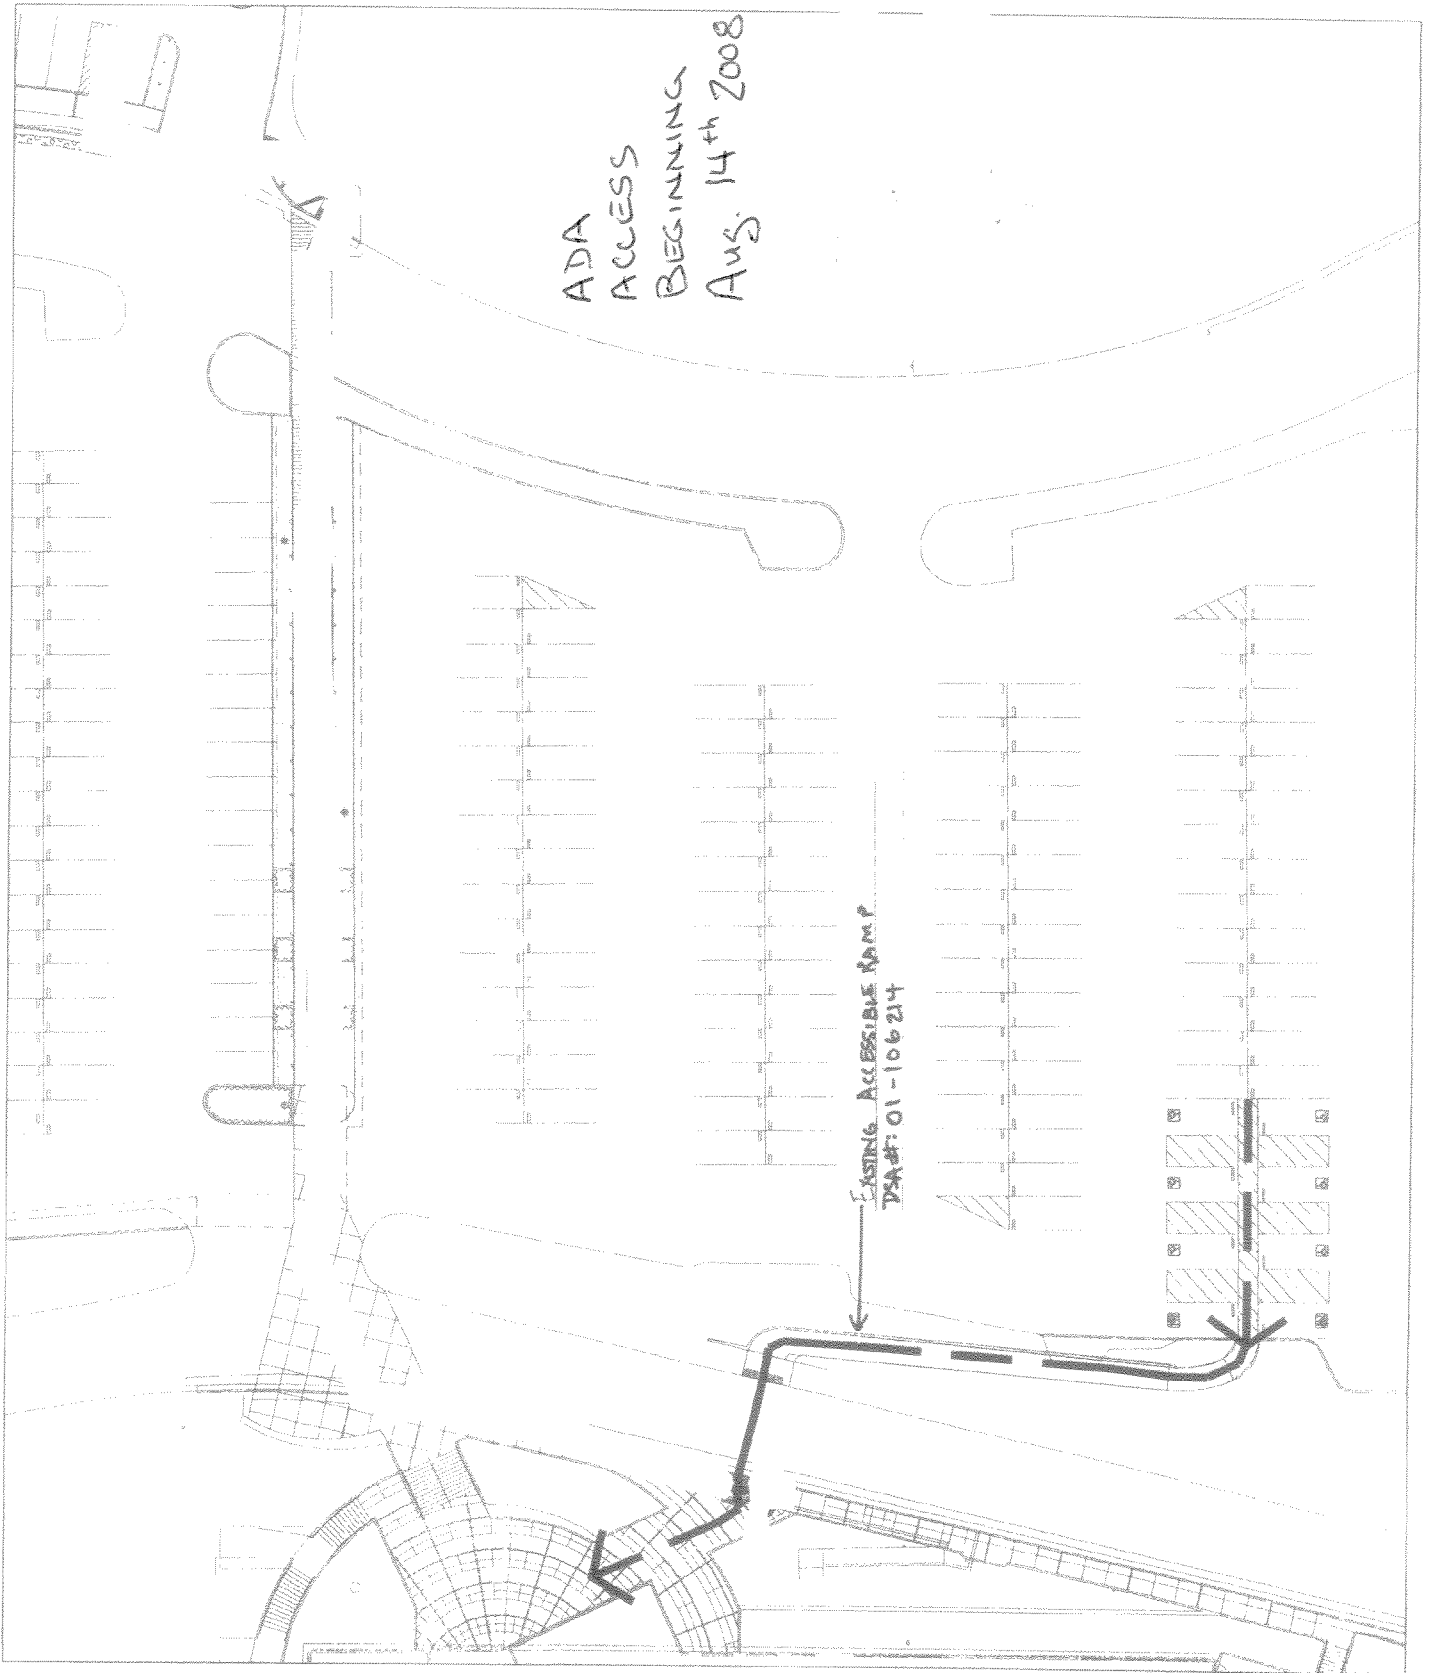 ADA
ACCESS
BEGINNING
Aug. 14th 2008
EXISTING ACCESSIBLE RAMP
DSA#: 01-106214